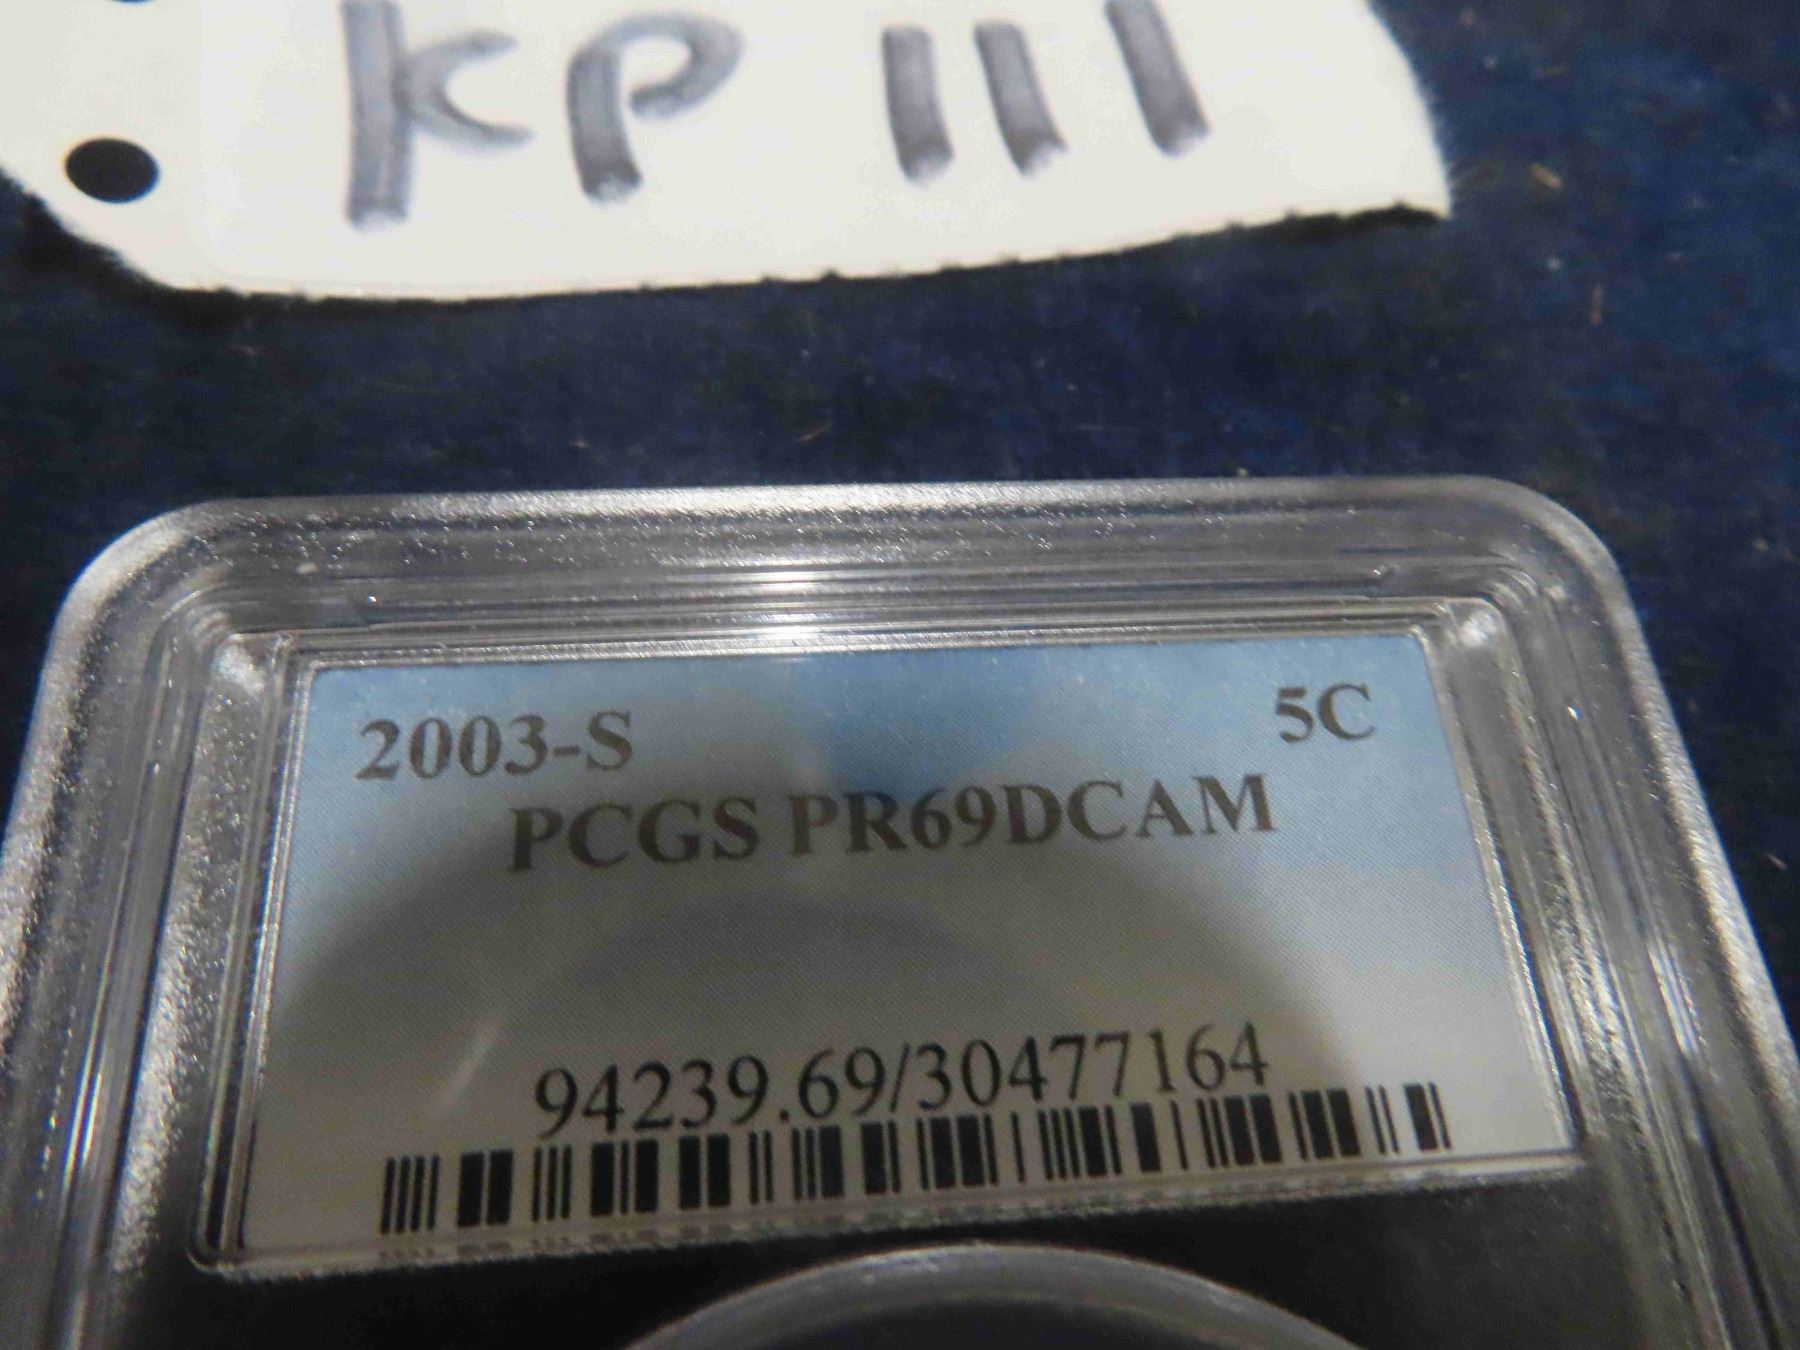 KP 111
2003-S 5C
PCGS PR69DCAM
94239.69/30477164